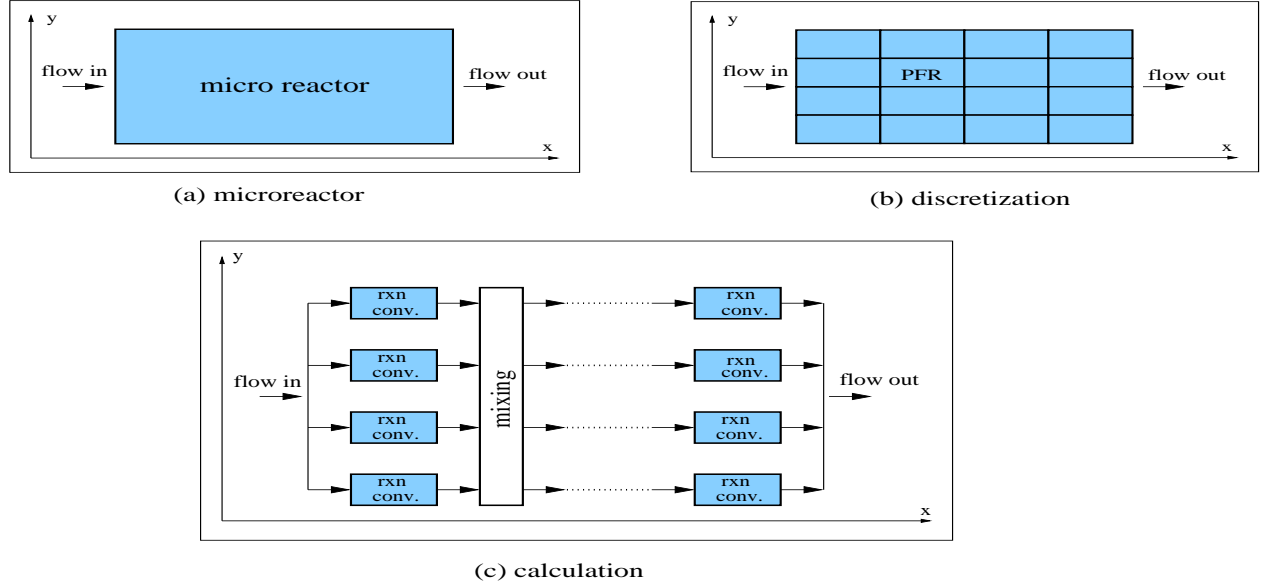 y
flow in
micro reactor
flow out
x
(a) microreactor
y
flow in
PFR
flow out
x
(b) discretization
y
rxn
conv.
rxn
conv.
rxn
conv.
rxn
conv.
flow in
mixing
rxn
conv.
rxn
conv.
rxn
conv.
rxn
conv.
flow out
x
(c) calculation